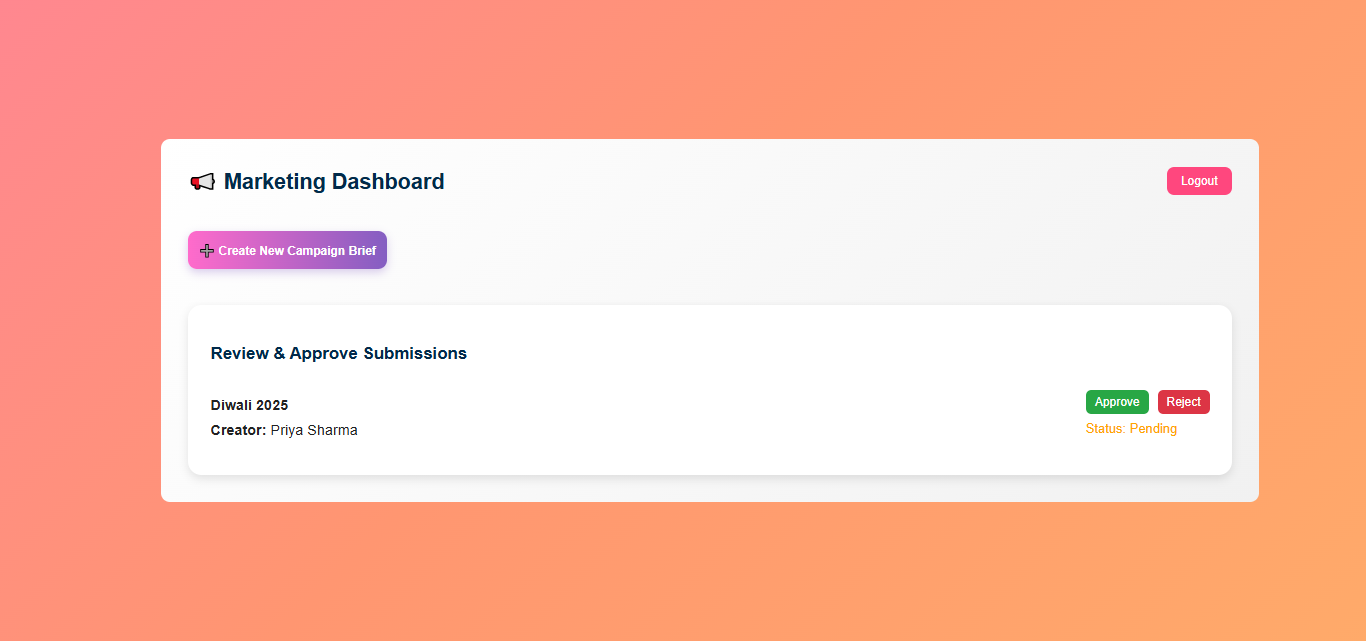 Marketing Dashboard
Logout
Create New Campaign Brief
Review & Approve Submissions
Diwali 2025
Approve Reject
Creator: Priya Sharma
Status: Pending